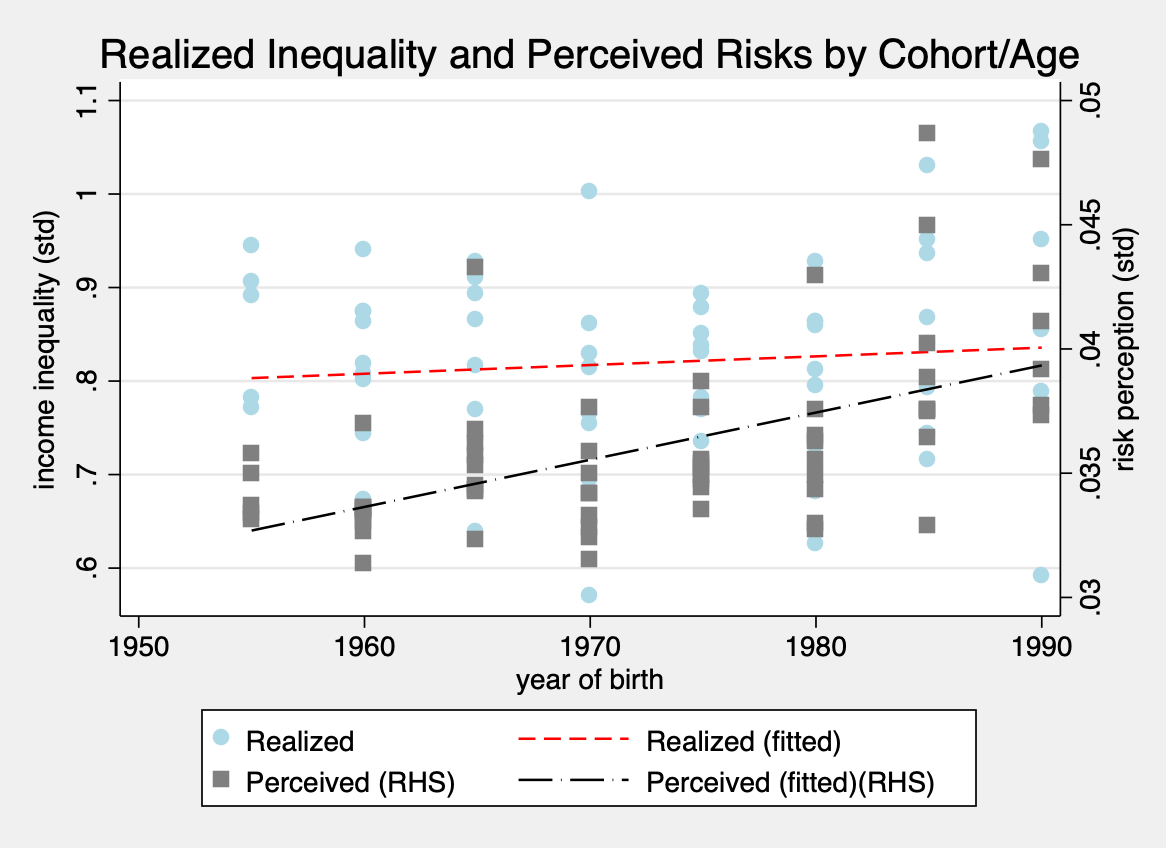 Realized Inequality and Perceived Risks by Cohort/Age
1.1
1
.9
.8
.7
.6
income inequality (std)
.05
.045
.04
.035
.03
risk perception (std)
1950
1960
1970
1980
1990
year of birth
Realized
Realized (fitted)
Perceived (RHS)
Perceived (fitted)(RHS)